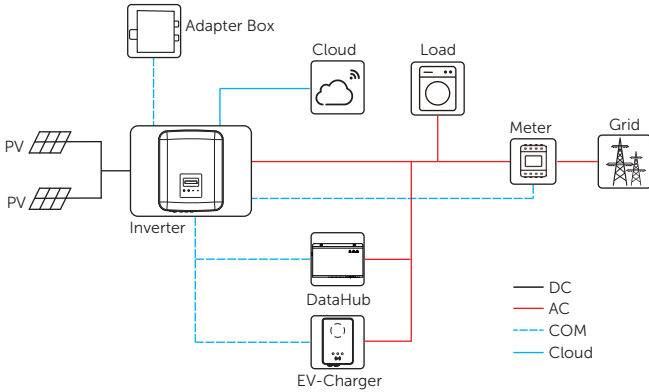 Adapter Box
Cloud
Load
Meter
Grid
PV
PV
Inverter
DataHub
EV-Charger
DC
AC
COM
Cloud